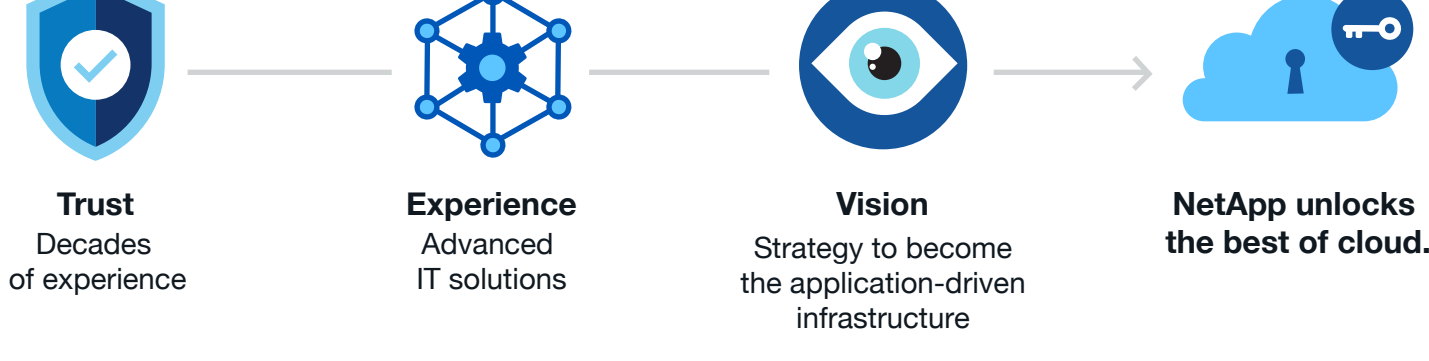 Trust
Decades
of experience
Experience
Advanced
IT solutions
Vision
Strategy to become
the application-driven
infrastructure
NetApp unlocks
the best of cloud.